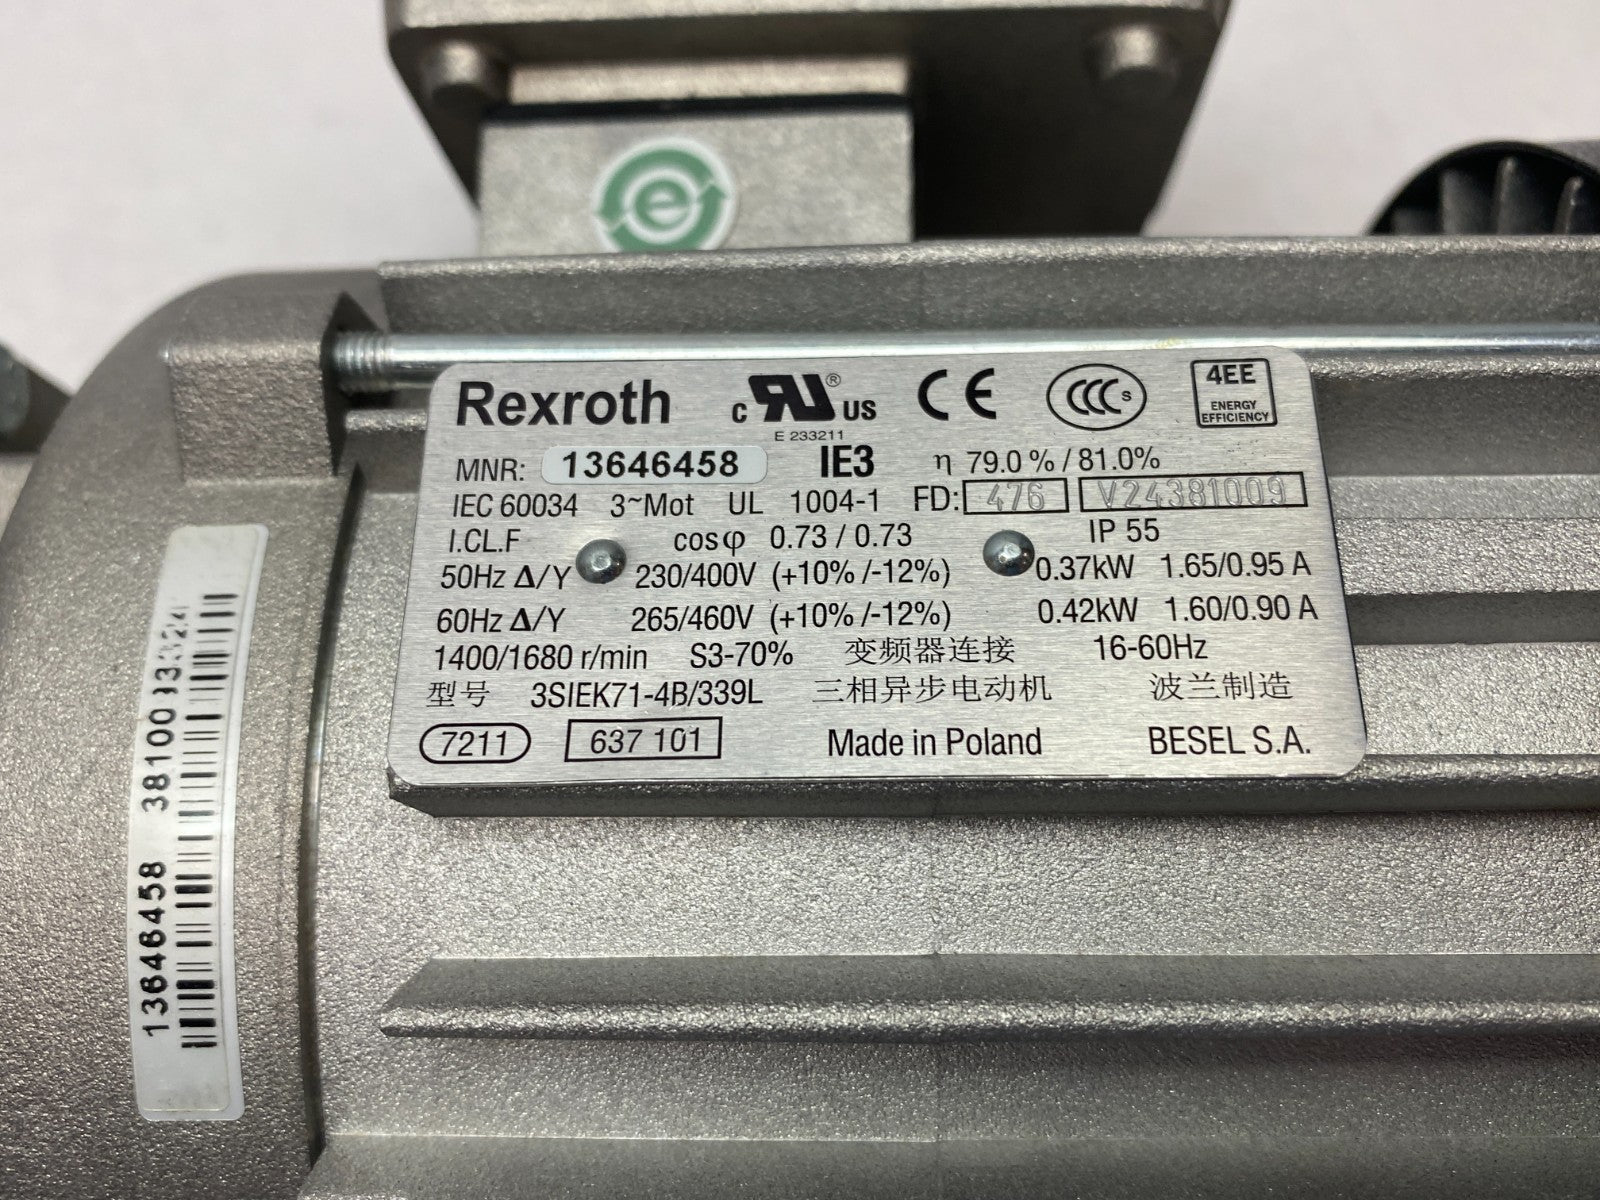 e
Rexroth c RU ® US CE CCC S 4EE
ENERGY
EFFICIENCY
E 233211
MNR: 13646458 IE3 η 79.0 % / 81.0%
IEC 60034 3~Mot UL 1004-1 FD: 476 V24381009
I.CL.F cosφ 0.73 / 0.73 IP 55
50Hz Δ/Y 230/400V (+10% /-12%) 0.37kW 1.65/0.95 A
60Hz Δ/Y 265/460V (+10% /-12%) 0.42kW 1.60/0.90 A
1400/1680 r/min S3-70% 变频器连接 16-60Hz
型号 3SIEK71-4B/339L 三相异步电动机 波兰制造
7211 637 101 Made in Poland BESEL S.A.
13646458